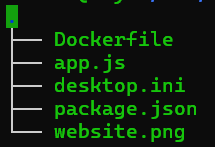 .
Dockerfile
app.js
desktop.ini
package.json
website.png